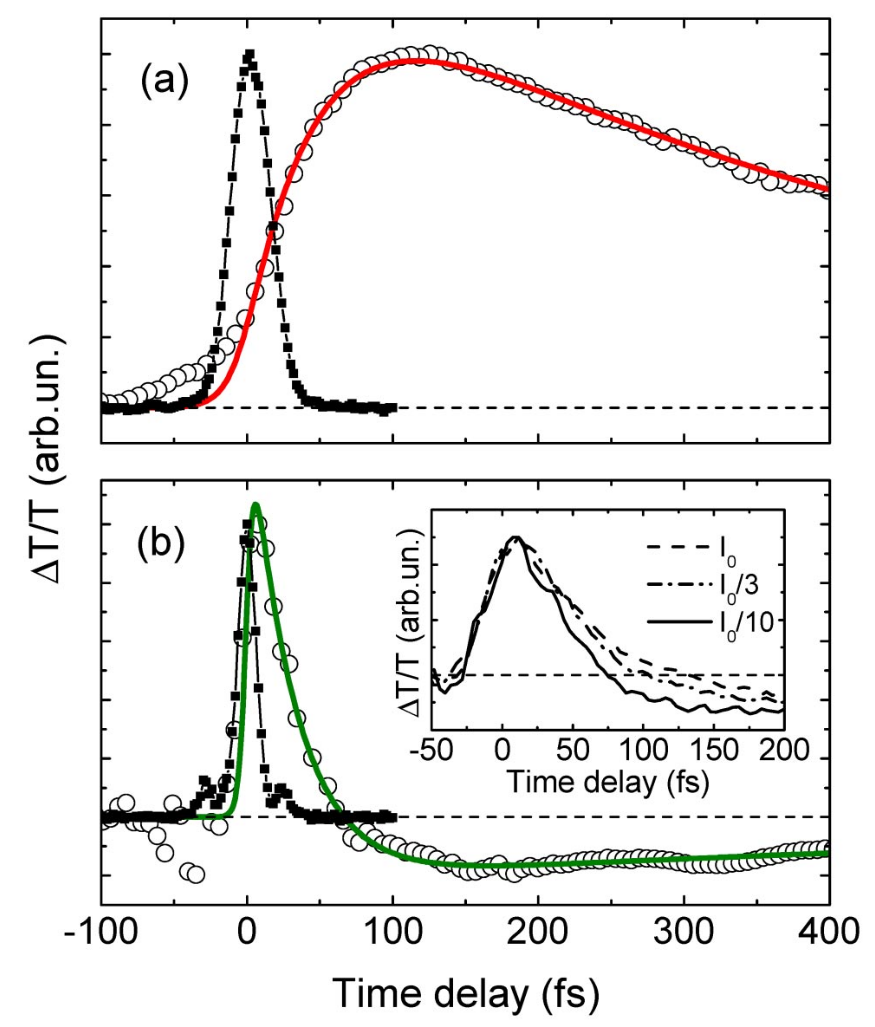 (a)
ΔT/T (arb.un.)
(b)
ΔT/T (arb.un.)
I₀
I₀/3
I₀/10
-50 0 50 100 150 200
Time delay (fs)
-100 0 100 200 300 400
Time delay (fs)